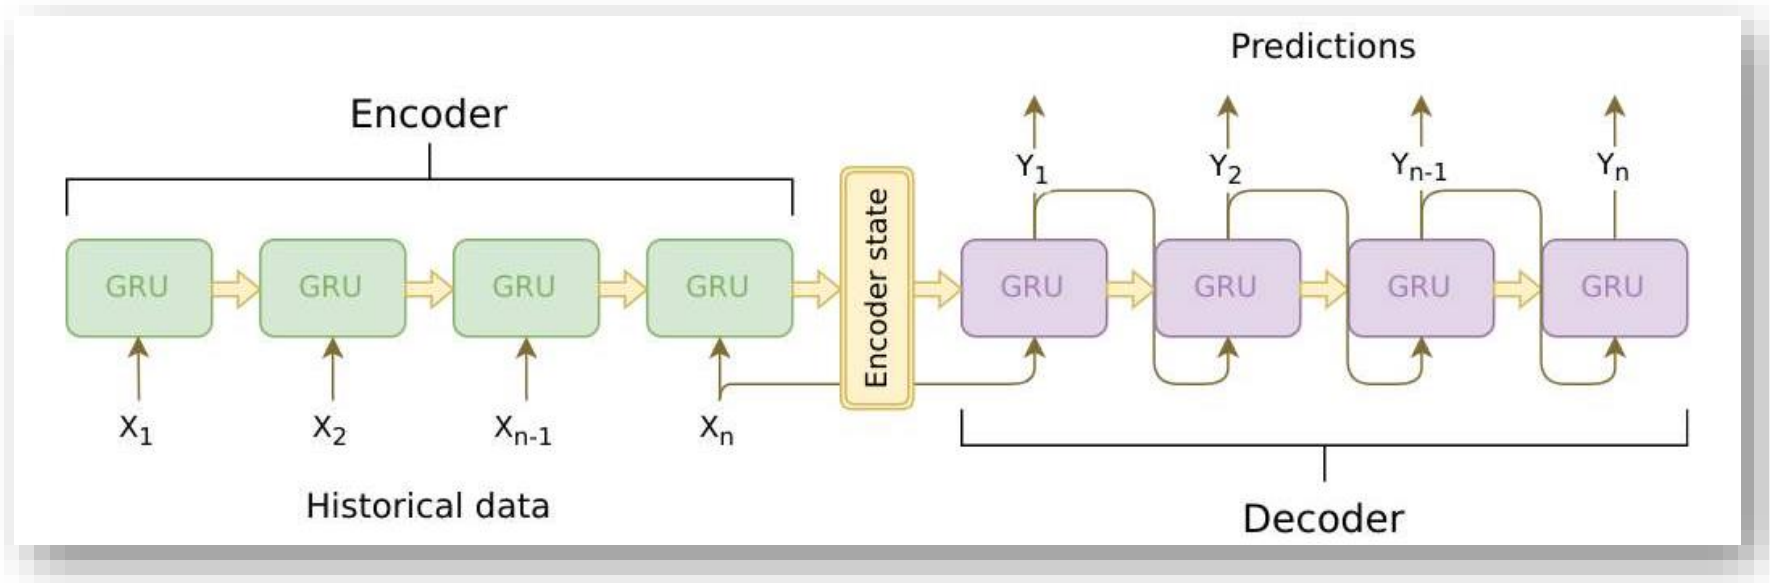 Predictions
Encoder
Y1 Y2 Yn-1 Yn
GRU GRU GRU GRU Encoder state GRU GRU GRU GRU
X1 X2 Xn-1 Xn
Historical data
Decoder